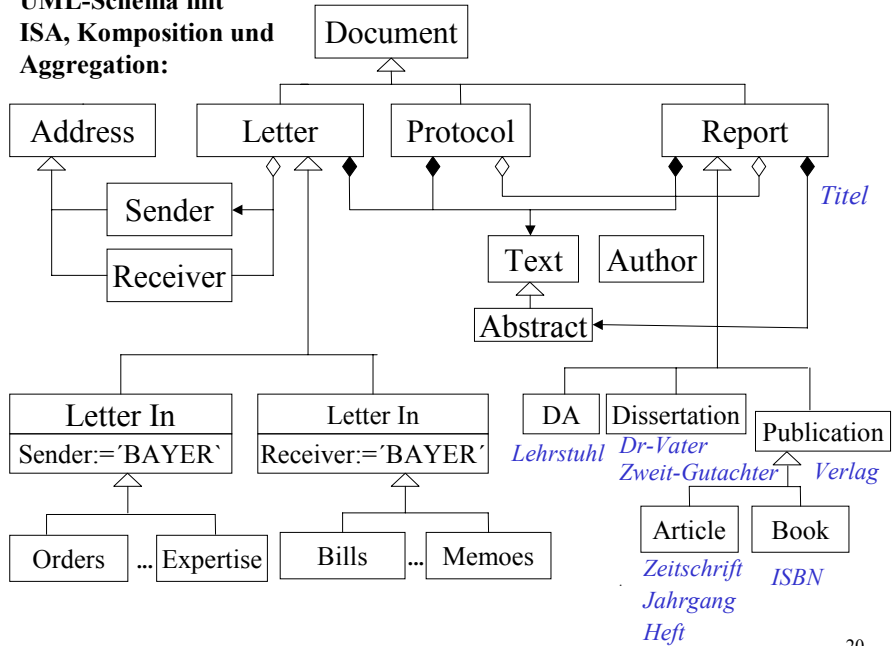 UML-Schema mit
ISA, Komposition und
Aggregation:
Document
Address
Letter
Protocol
Report
Titel
Sender
Receiver
Text
Author
Abstract
Letter In
Sender:=´BAYER`
Letter In
Receiver:=´BAYER´
DA
Lehrstuhl
Dissertation
Dr-Vater
Zweit-Gutachter
Publication
Verlag
Orders
...
Expertise
Bills
...
Memoes
Article
Zeitschrift
Jahrgang
Heft
Book
ISBN
20